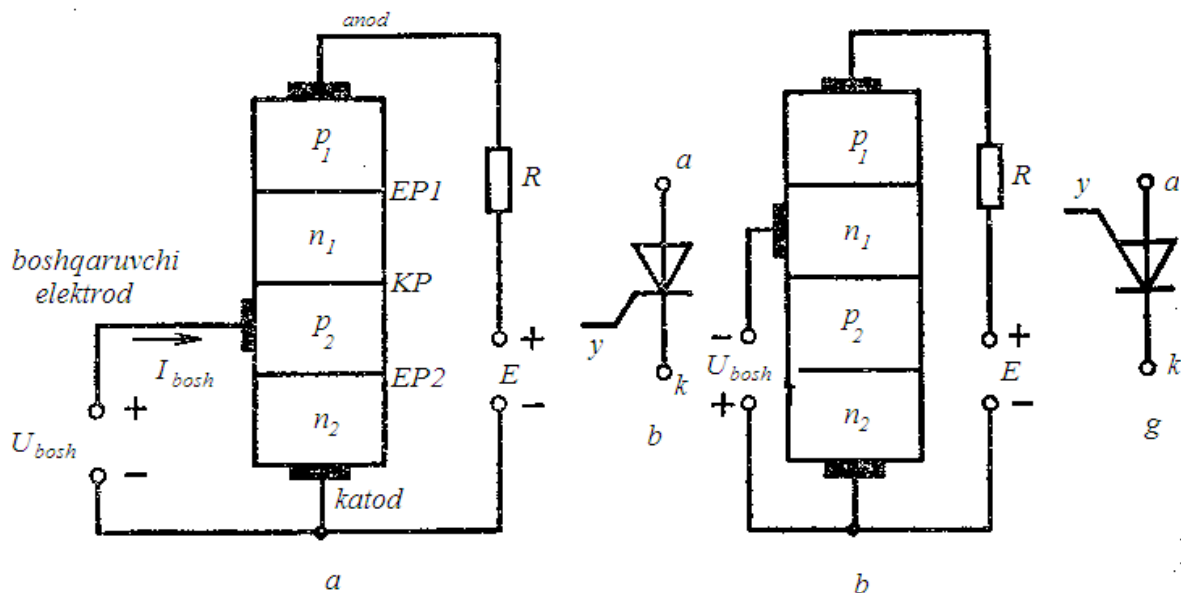 anod
p1
R
EP1
n1
boshqaruvchi
elektrod
KP
p2
I bosh
EP2
+
E
−
n2
+
U bosh
−
katod
a
a
y
k
b
p1
R
n1
p2
−
U bosh
+
+
E
−
n2
b
a
y
k
g